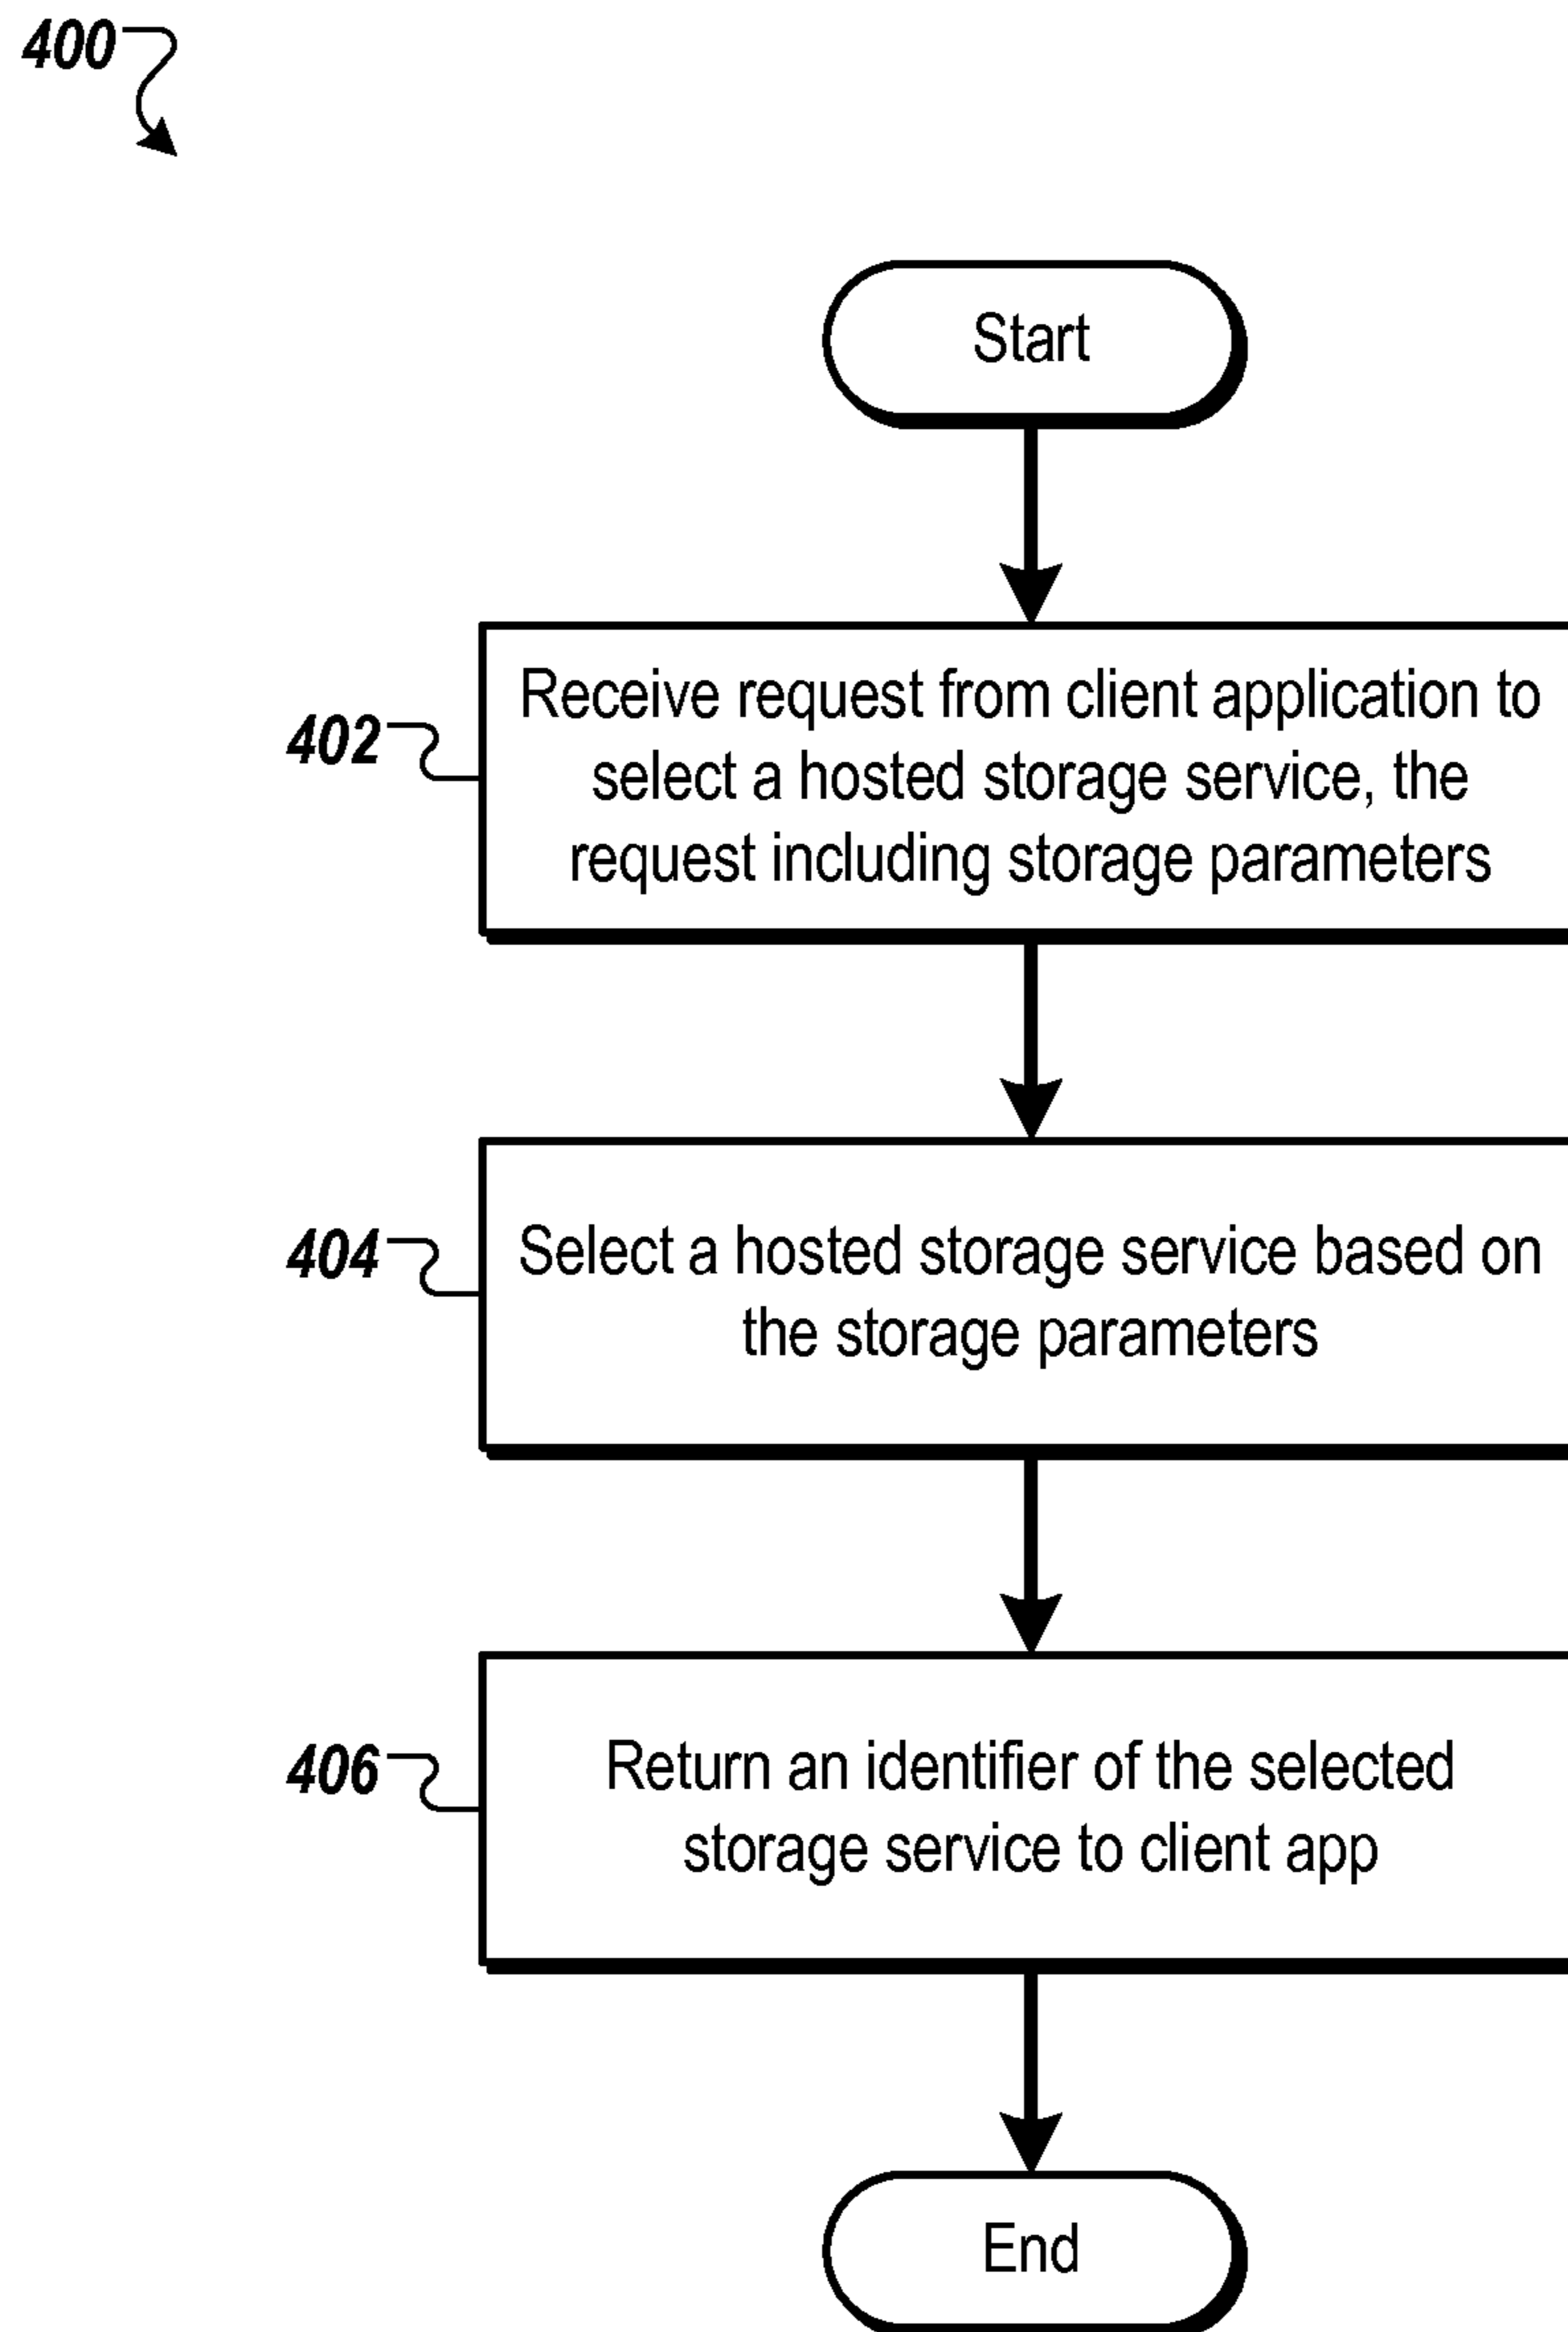 400
Start
402
Receive request from client application to
select a hosted storage service, the
request including storage parameters
404
Select a hosted storage service based on
the storage parameters
406
Return an identifier of the selected
storage service to client app
End